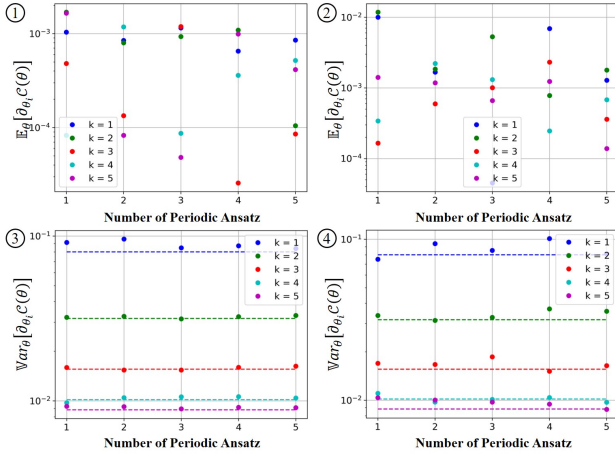 ①
𝔼_θ[∂_{θ_i} 𝒞(θ)]
10^{-3}
10^{-4}
k = 1
k = 2
k = 3
k = 4
k = 5
1 2 3 4 5
Number of Periodic Ansatz
②
𝔼_θ[∂_{θ_i} 𝒞(θ)]
10^{-2}
10^{-3}
10^{-4}
k = 1
k = 2
k = 3
k = 4
k = 5
1 2 3 4 5
Number of Periodic Ansatz
③
𝕍ar_θ[∂_{θ_i} 𝒞(θ)]
10^{-1}
10^{-2}
k = 1
k = 2
k = 3
k = 4
k = 5
1 2 3 4 5
Number of Periodic Ansatz
④
𝕍ar_θ[∂_{θ_i} 𝒞(θ)]
10^{-1}
10^{-2}
k = 1
k = 2
k = 3
k = 4
k = 5
1 2 3 4 5
Number of Periodic Ansatz